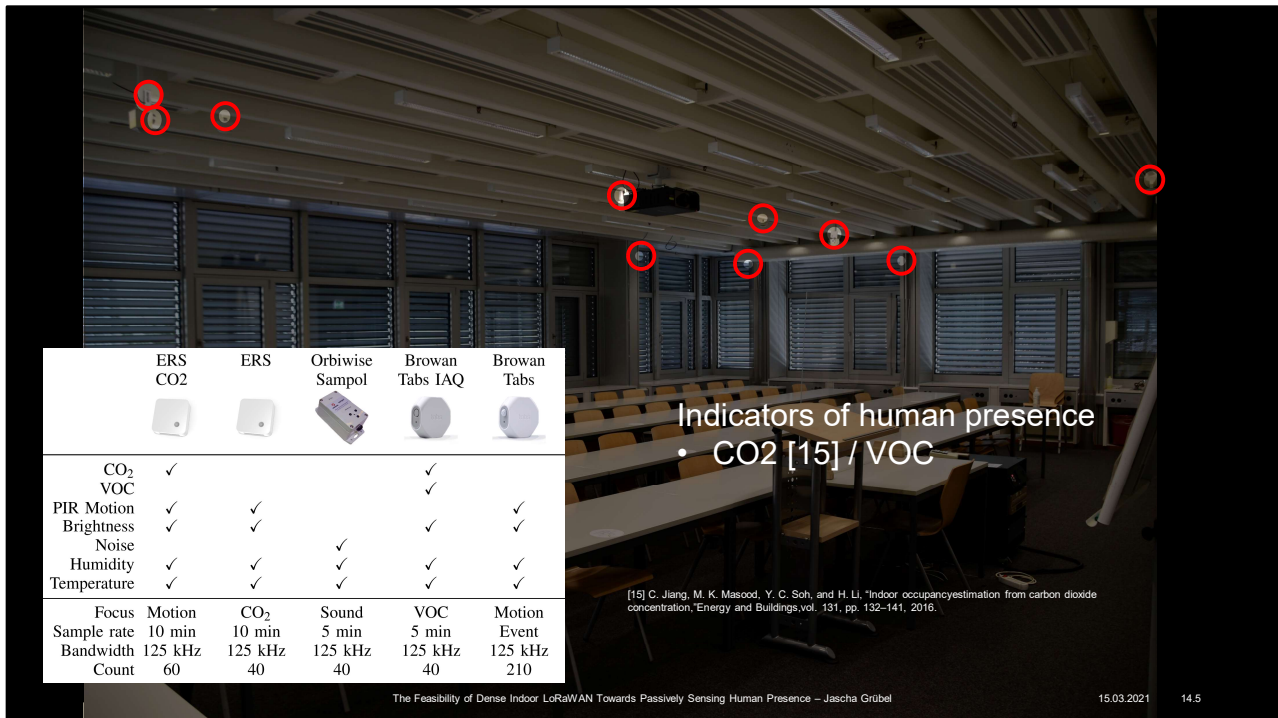 ERS ERS Orbiwise Browan Browan
CO2 Sampol Tabs IAQ Tabs
CO₂ ✓ ✓
VOC ✓
PIR Motion ✓ ✓ ✓
Brightness ✓ ✓ ✓ ✓
Noise ✓
Humidity ✓ ✓ ✓ ✓ ✓
Temperature ✓ ✓ ✓ ✓ ✓
Focus Motion CO₂ Sound VOC Motion
Sample rate 10 min 10 min 5 min 5 min Event
Bandwidth 125 kHz 125 kHz 125 kHz 125 kHz 125 kHz
Count 60 40 40 40 210
Indicators of human presence
• CO2 [15] / VOC
[15] C. Jiang, M. K. Masood, Y. C. Soh, and H. Li, “Indoor occupancyestimation from carbon dioxide
concentration,”Energy and Buildings,vol. 131, pp. 132–141, 2016.
The Feasibility of Dense Indoor LoRaWAN Towards Passively Sensing Human Presence – Jascha Grübel 15.03.2021 14.5